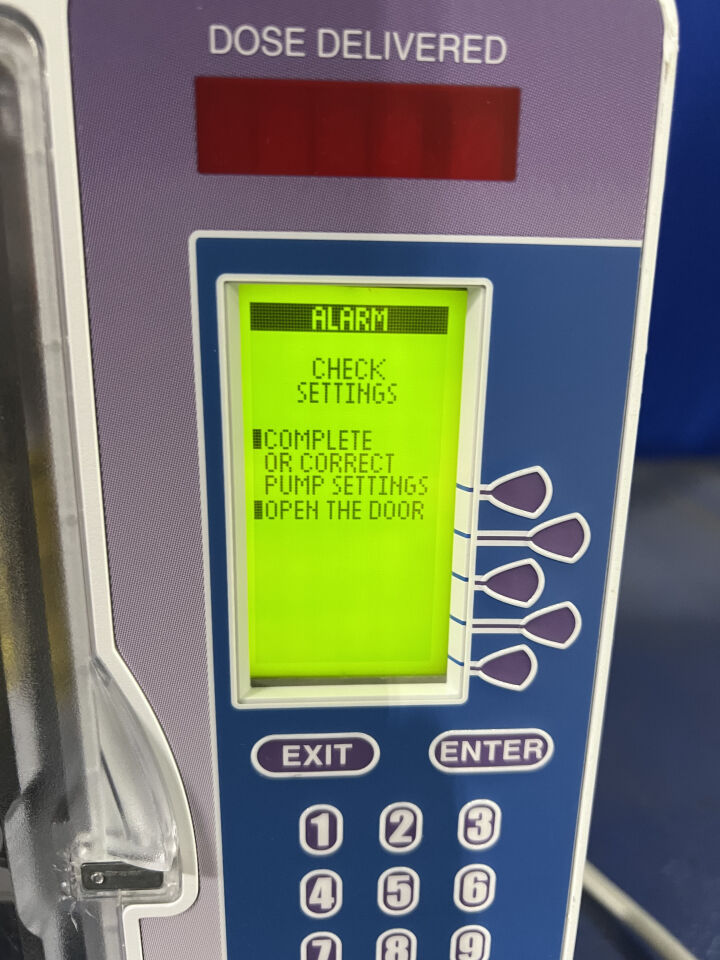 DOSE DELIVERED
ALARM
CHECK
SETTINGS
COMPLETE
OR CORRECT
PUMP SETTINGS
OPEN THE DOOR
EXIT ENTER
1 2 3
4 5 6
7 8 9